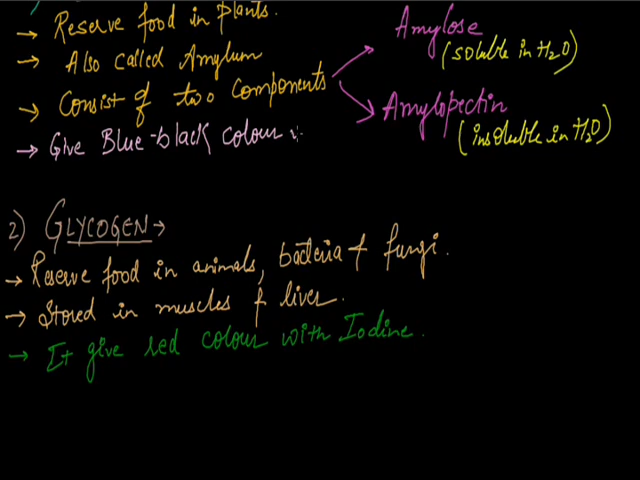 → Reserve food in plants.
→ Also called Amylum
→ Consist of two components
Amylose
(soluble in H2O)
Amylopectin
(insoluble in H2O)
→ Give Blue-black colour
2) GLYCOGEN →
→ Reserve food in animals, bacteria & fungi.
→ Stored in muscles & liver.
→ It give red colour with Iodine.